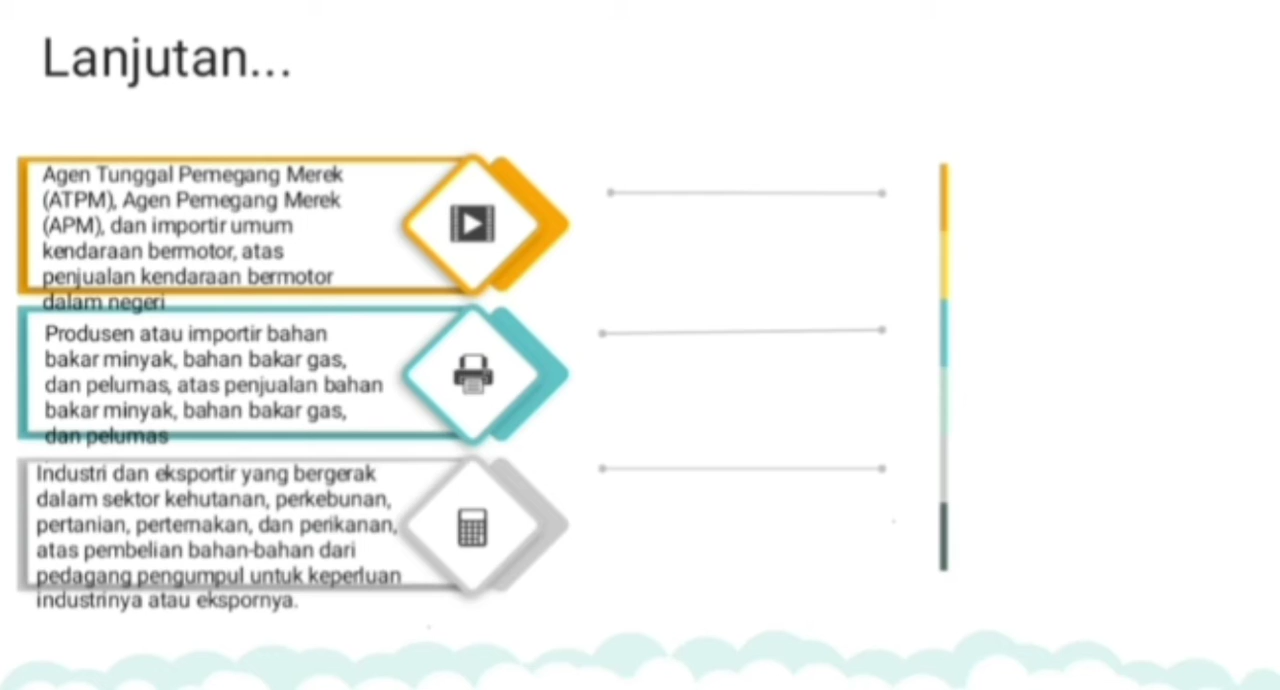 Lanjutan...
Agen Tunggal Pemegang Merek
(ATPM), Agen Pemegang Merek
(APM), dan importir umum
kendaraan bermotor, atas
penjualan kendaraan bermotor
dalam negeri
Produsen atau importir bahan
bakar minyak, bahan bakar gas,
dan pelumas, atas penjualan bahan
bakar minyak, bahan bakar gas,
dan pelumas
Industri dan eksportir yang bergerak
dalam sektor kehutanan, perkebunan,
pertanian, peternakan, dan perikanan,
atas pembelian bahan-bahan dari
pedagang pengumpul untuk keperluan
industrinya atau ekspornya.